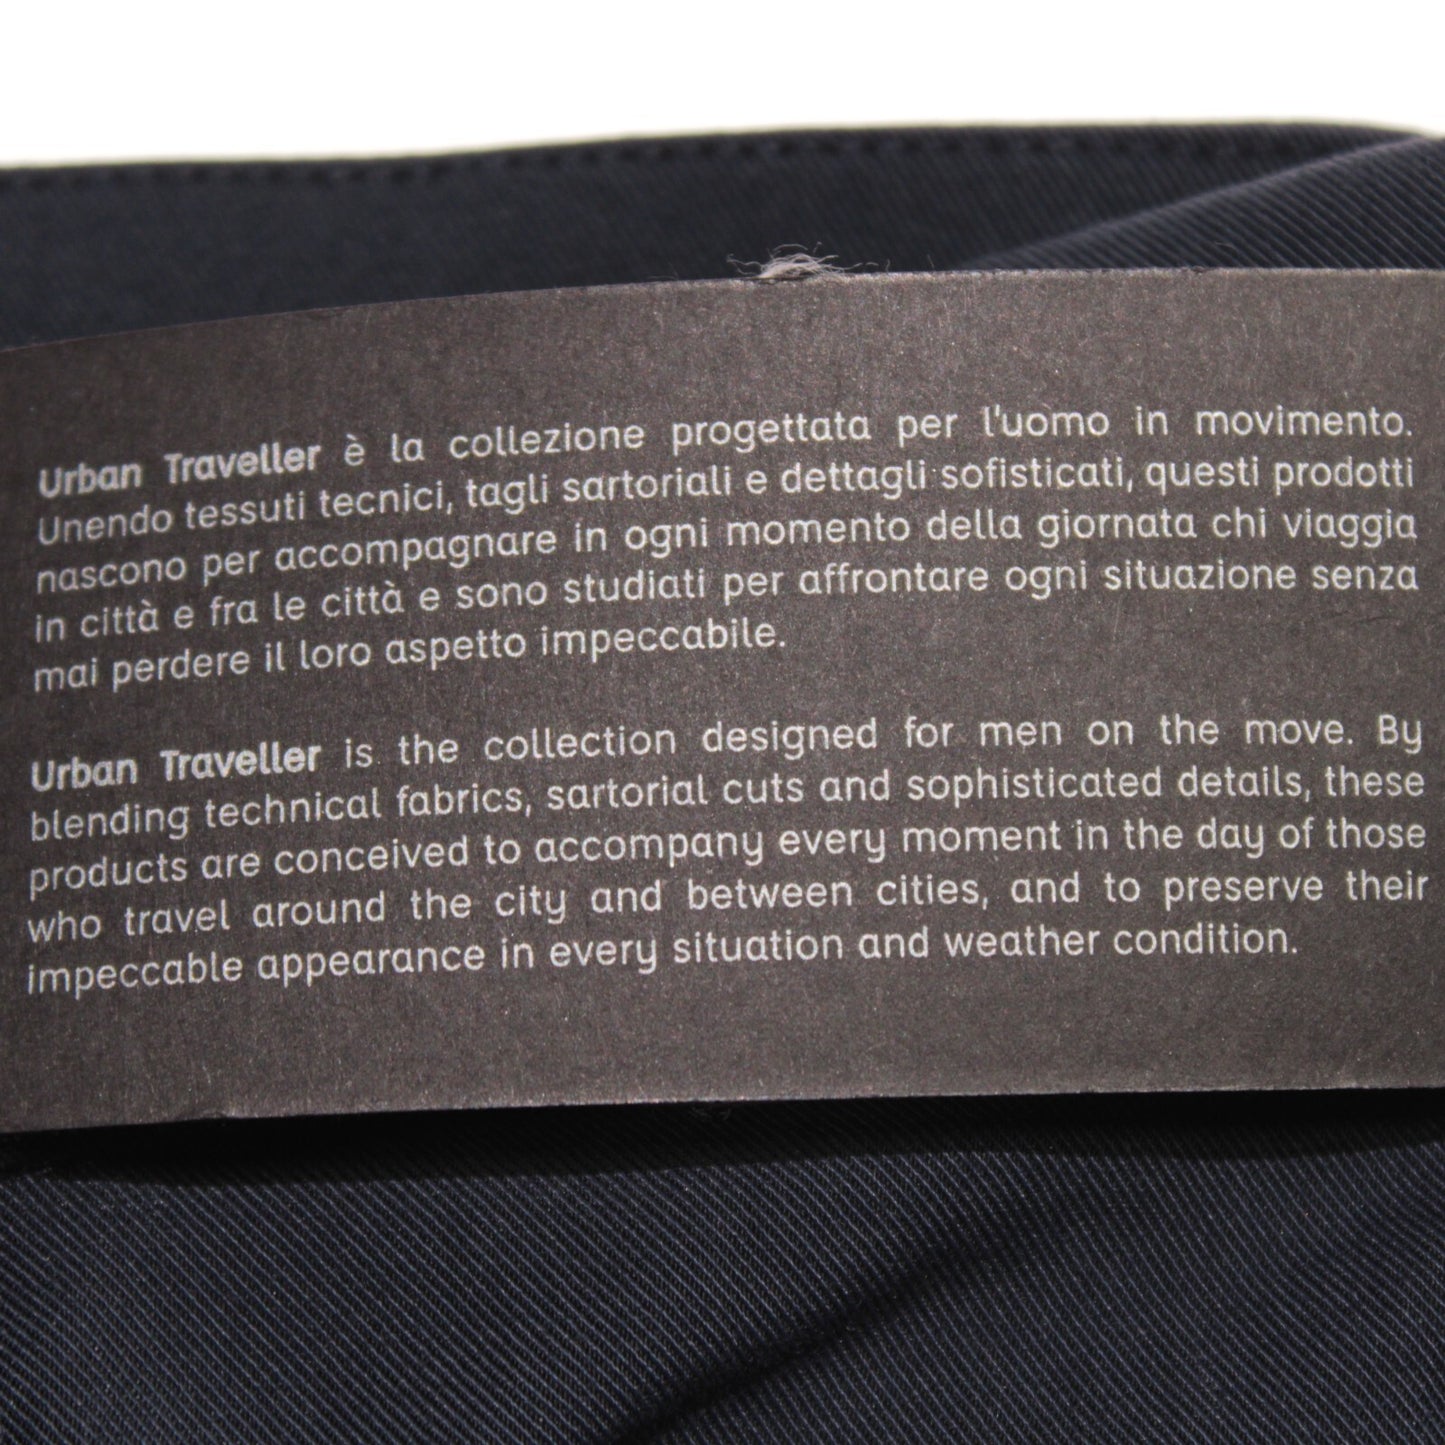 Urban Traveller è la collezione progettata per l'uomo in movimento.
Unendo tessuti tecnici, tagli sartoriali e dettagli sofisticati, questi prodotti
nascono per accompagnare in ogni momento della giornata chi viaggia
in città e fra le città e sono studiati per affrontare ogni situazione senza
mai perdere il loro aspetto impeccabile.
Urban Traveller is the collection designed for men on the move. By
blending technical fabrics, sartorial cuts and sophisticated details, these
products are conceived to accompany every moment in the day of those
who travel around the city and between cities, and to preserve their
impeccable appearance in every situation and weather condition.